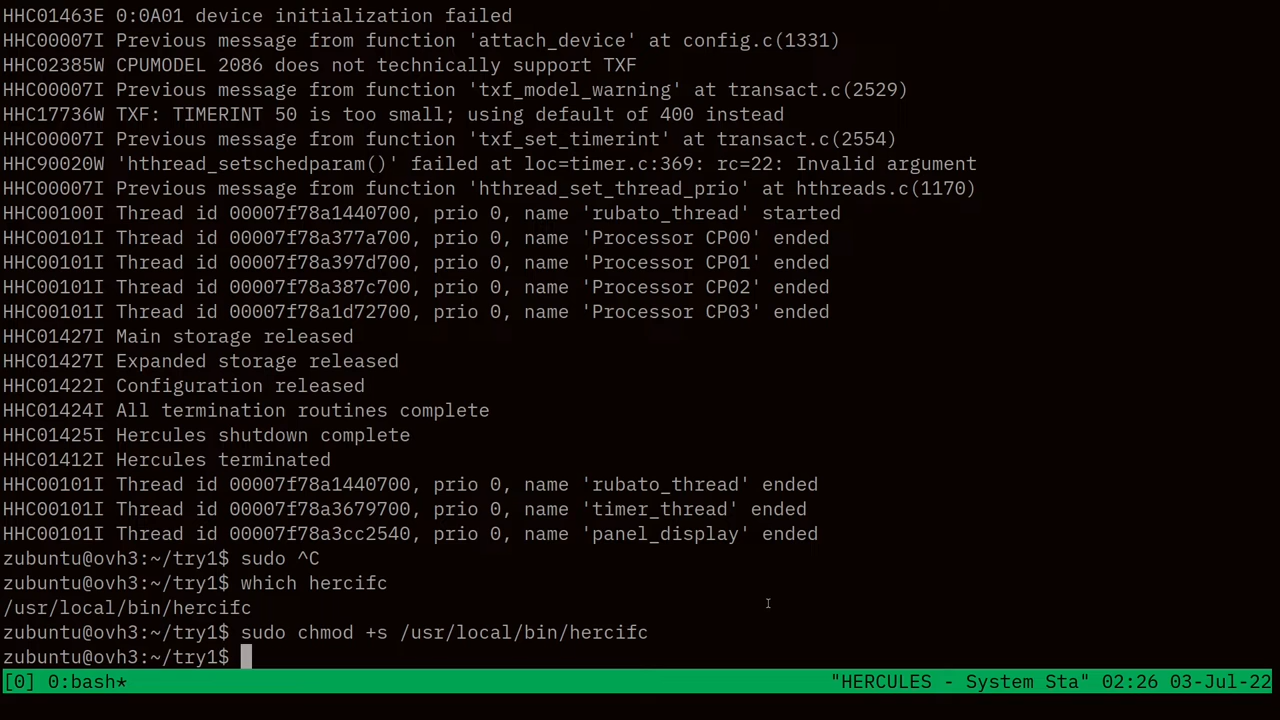 HHC01463E 0:0A01 device initialization failed
HHC00007I Previous message from function 'attach_device' at config.c(1331)
HHC02385W CPUMODEL 2086 does not technically support TXF
HHC00007I Previous message from function 'txf_model_warning' at transact.c(2529)
HHC17736W TXF: TIMERINT 50 is too small; using default of 400 instead
HHC00007I Previous message from function 'txf_set_timerint' at transact.c(2554)
HHC90020W 'hthread_setschedparam()' failed at loc=timer.c:369: rc=22: Invalid argument
HHC00007I Previous message from function 'hthread_set_thread_prio' at hthreads.c(1170)
HHC00100I Thread id 00007f78a1440700, prio 0, name 'rubato_thread' started
HHC00101I Thread id 00007f78a377a700, prio 0, name 'Processor CP00' ended
HHC00101I Thread id 00007f78a397d700, prio 0, name 'Processor CP01' ended
HHC00101I Thread id 00007f78a387c700, prio 0, name 'Processor CP02' ended
HHC00101I Thread id 00007f78a1d72700, prio 0, name 'Processor CP03' ended
HHC01427I Main storage released
HHC01427I Expanded storage released
HHC01422I Configuration released
HHC01424I All termination routines complete
HHC01425I Hercules shutdown complete
HHC01412I Hercules terminated
HHC00101I Thread id 00007f78a1440700, prio 0, name 'rubato_thread' ended
HHC00101I Thread id 00007f78a3679700, prio 0, name 'timer_thread' ended
HHC00101I Thread id 00007f78a3cc2540, prio 0, name 'panel_display' ended
zubuntu@ovh3:~/try1$ sudo ^C
zubuntu@ovh3:~/try1$ which hercifc
/usr/local/bin/hercifc
zubuntu@ovh3:~/try1$ sudo chmod +s /usr/local/bin/hercifc
zubuntu@ovh3:~/try1$
[0] 0:bash* "HERCULES - System Sta" 02:26 03-Jul-22